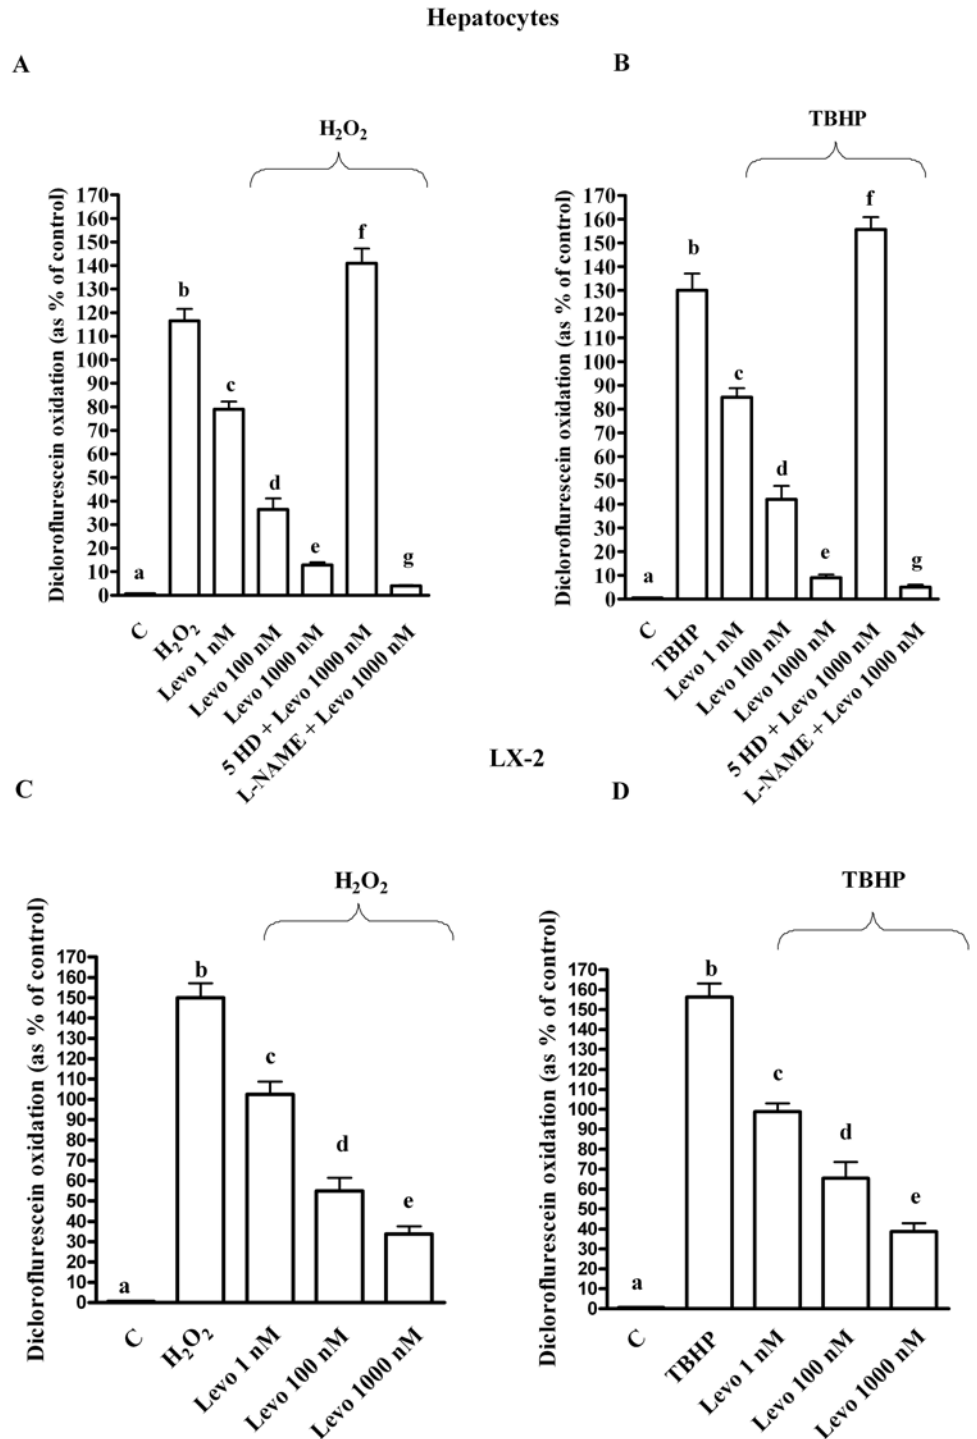 Hepatocytes
A
H₂O₂
Dicloroflurescein oxidation (as % of control)
170
160
150
140
130
120
110
100
90
80
70
60
50
40
30
20
10
0
a
b
c
d
e
f
g
C
H₂O₂
Levo 1 nM
Levo 100 nM
Levo 1000 nM
5 HD + Levo 1000 nM
L-NAME + Levo 1000 nM
B
TBHP
Dicloroflurescein oxidation (as % of control)
170
160
150
140
130
120
110
100
90
80
70
60
50
40
30
20
10
0
a
b
c
d
e
f
g
C
TBHP
Levo 1 nM
Levo 100 nM
Levo 1000 nM
5 HD + Levo 1000 nM
L-NAME + Levo 1000 nM
LX-2
C
H₂O₂
Dicloroflurescein oxidation (as % of control)
170
160
150
140
130
120
110
100
90
80
70
60
50
40
30
20
10
0
a
b
c
d
e
C
H₂O₂
Levo 1 nM
Levo 100 nM
Levo 1000 nM
D
TBHP
Dicloroflurescein oxidation (as % of control)
170
160
150
140
130
120
110
100
90
80
70
60
50
40
30
20
10
0
a
b
c
d
e
C
TBHP
Levo 1 nM
Levo 100 nM
Levo 1000 nM